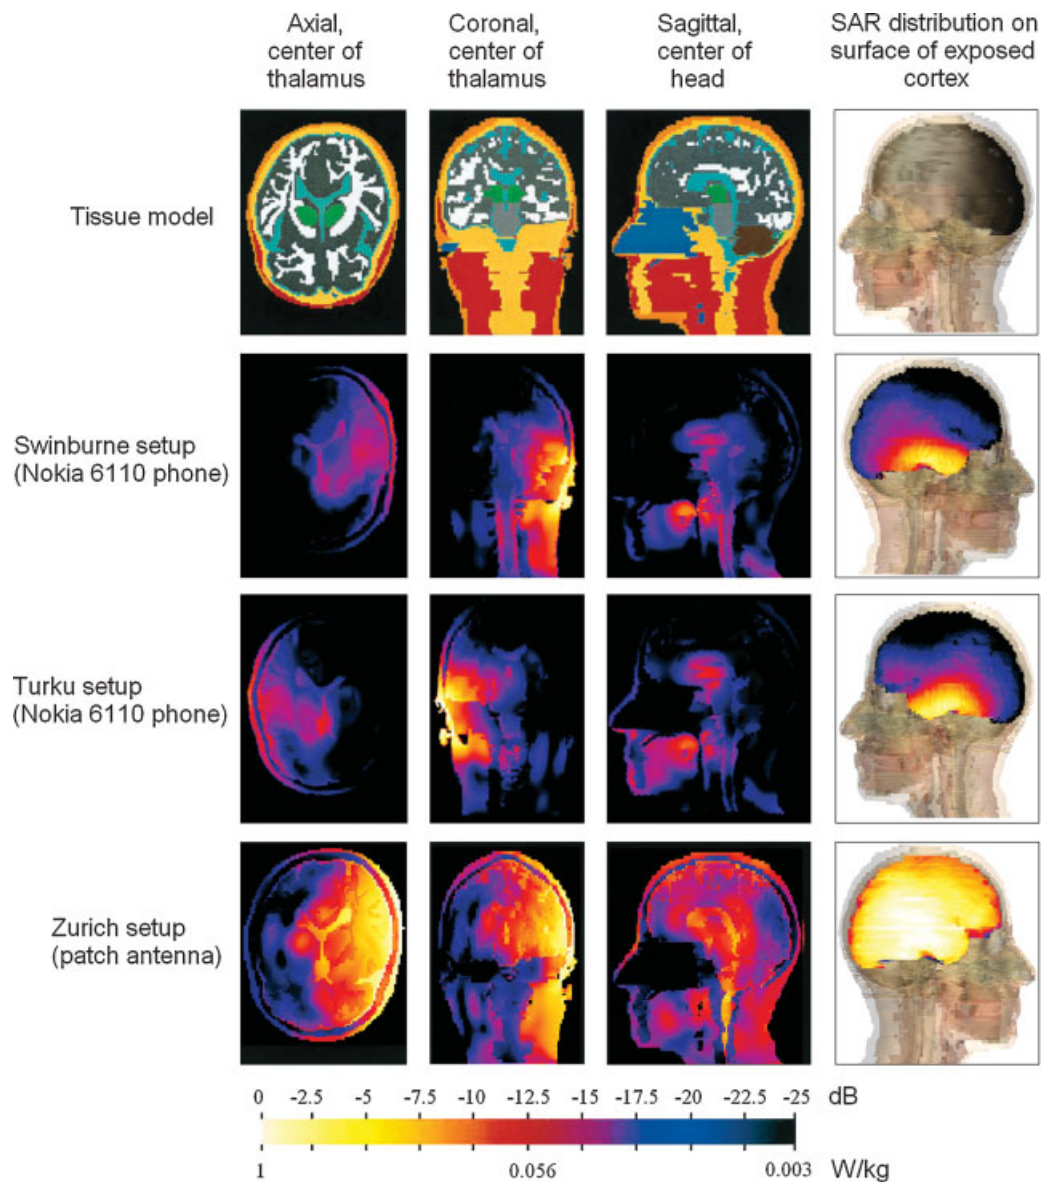 Axial,
center of
thalamus
Coronal,
center of
thalamus
Sagittal,
center of
head
SAR distribution on
surface of exposed
cortex
Tissue model
Swinburne setup
(Nokia 6110 phone)
Turku setup
(Nokia 6110 phone)
Zurich setup
(patch antenna)
0 -2.5 -5 -7.5 -10 -12.5 -15 -17.5 -20 -22.5 -25 dB
1 0.056 0.003 W/kg